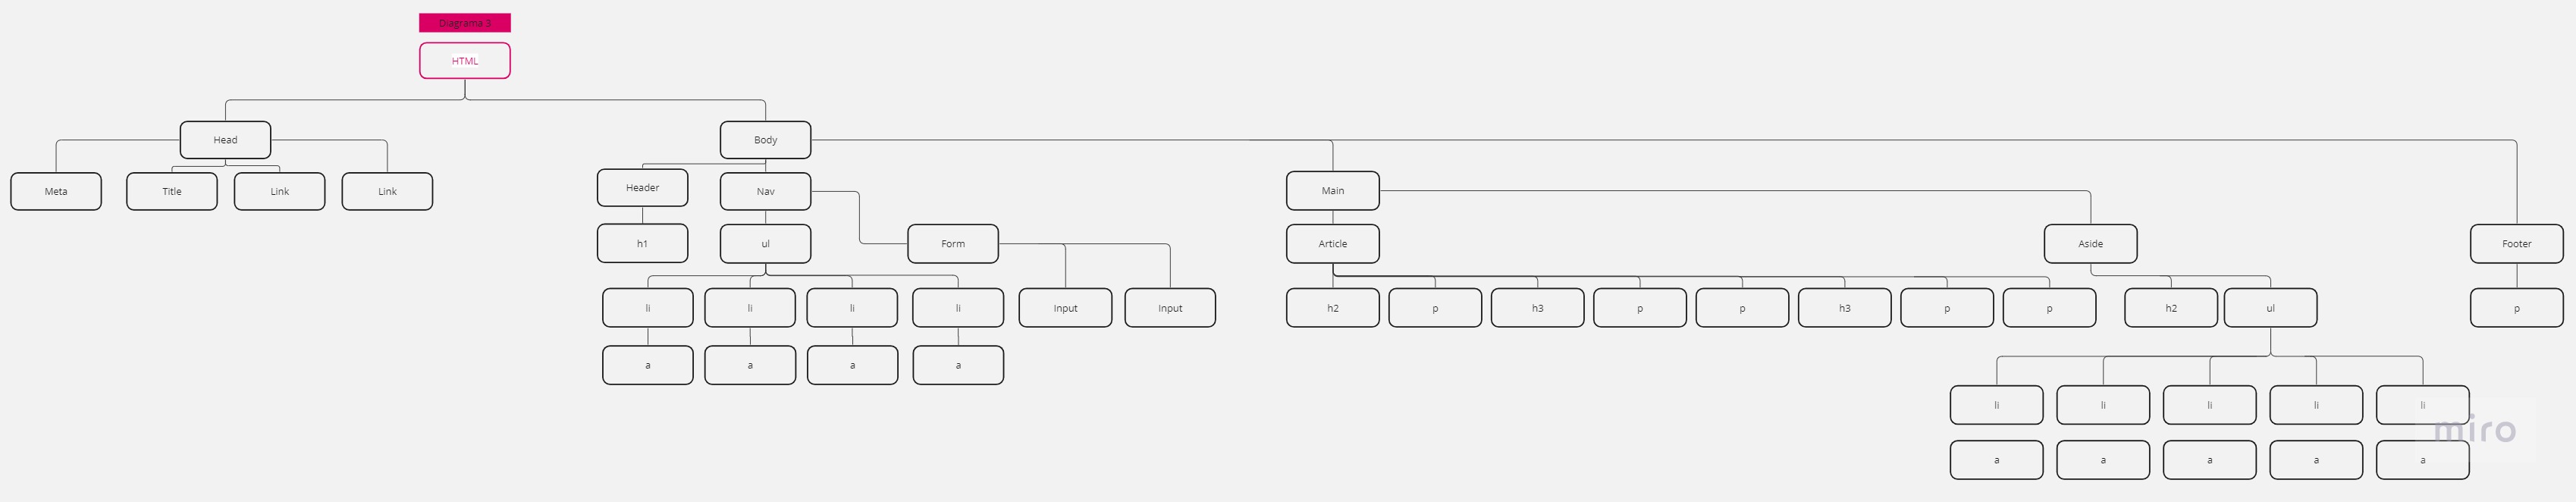 Diagrama 3
HTML
Head
Body
Meta
Title
Link
Link
Header
Nav
Main
h1
ul
Form
Article
Aside
Footer
li
li
li
li
Input
Input
h2
p
h3
p
p
h3
p
p
h2
ul
p
a
a
a
a
li
li
li
li
li
miro
a
a
a
a
a